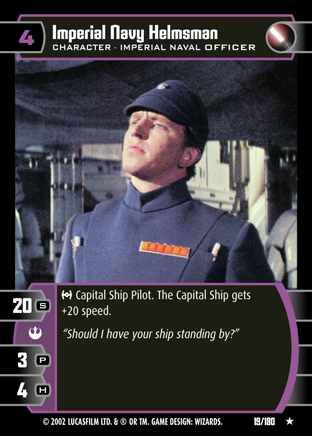 4 Imperial Navy Helmsman
CHARACTER · IMPERIAL NAVAL OFFICER
20 S
Capital Ship Pilot. The Capital Ship gets
+20 speed.
“Should I have your ship standing by?”
3 P
4 H
© 2002 LUCASFILM LTD. & ® OR TM. GAME DESIGN: WIZARDS. 19/180 ★